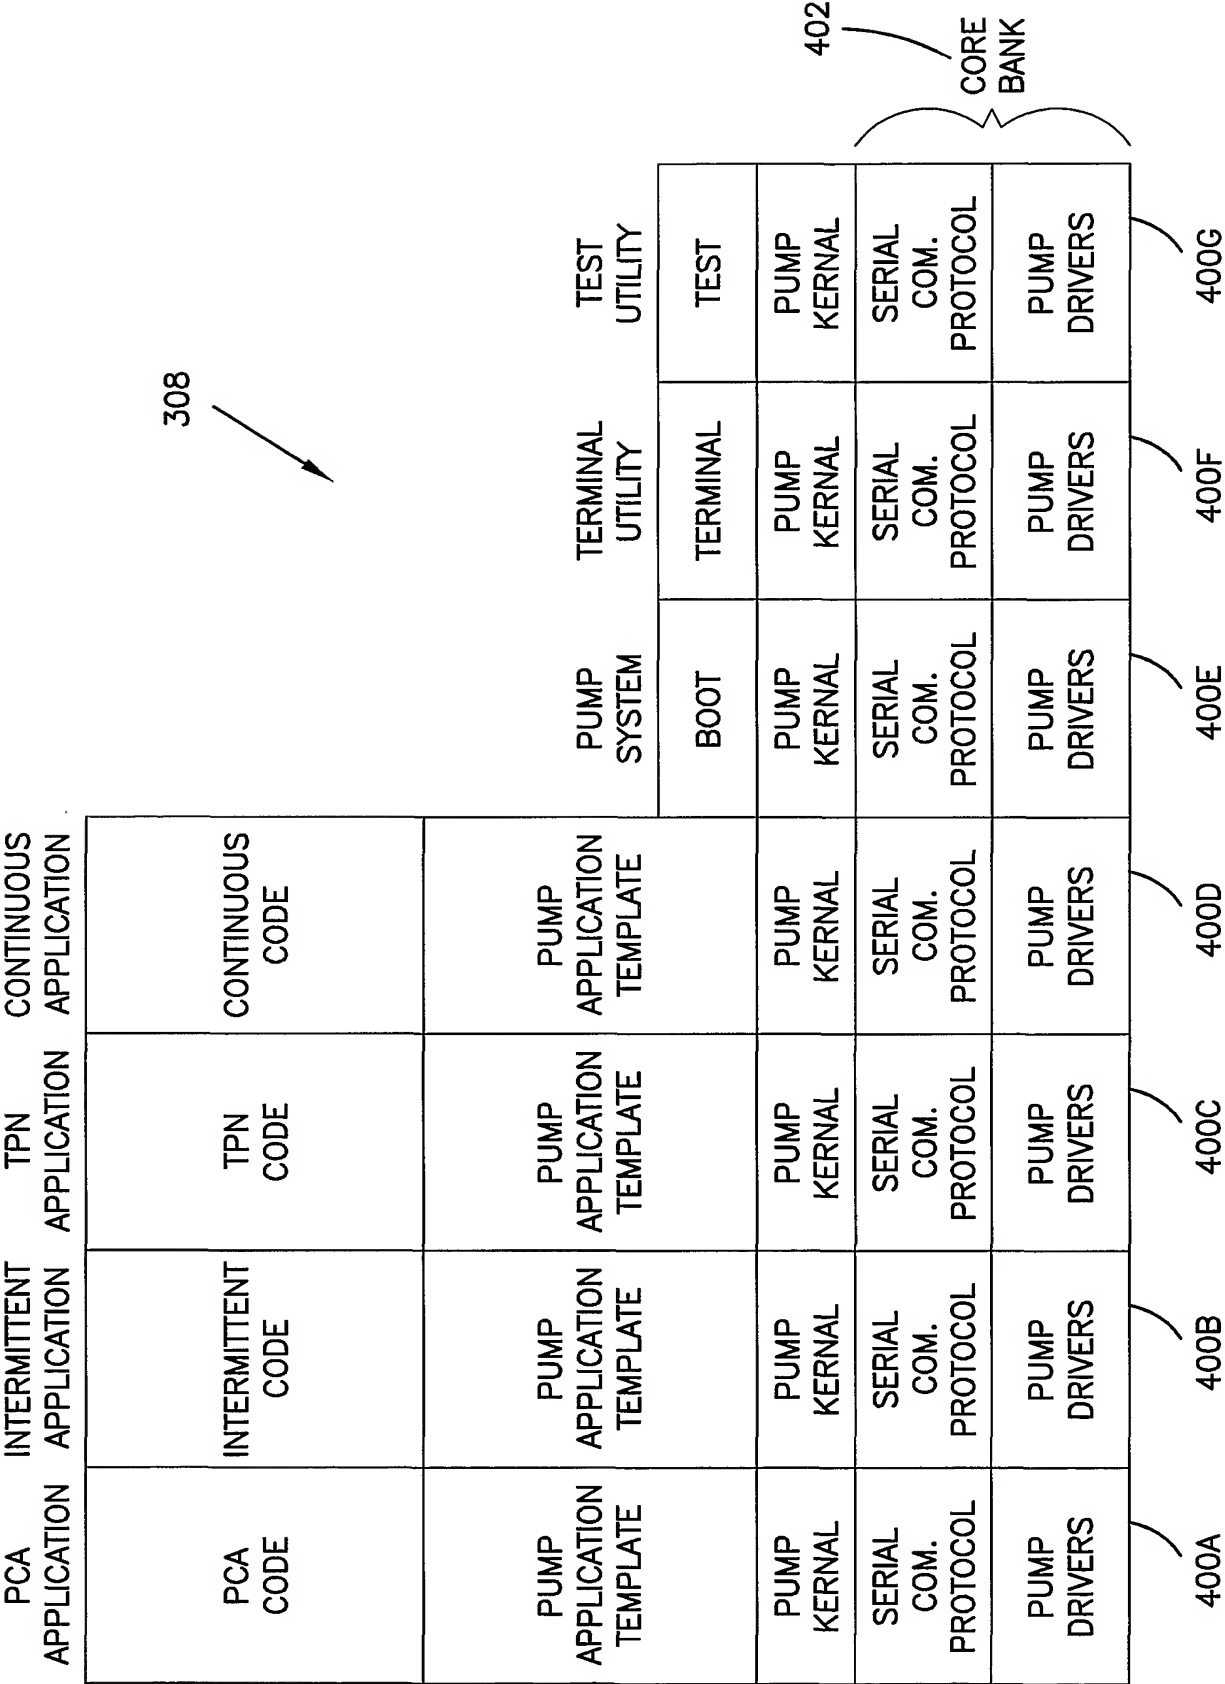 308
PCA
APPLICATION
INTERMITTENT
APPLICATION
TPN
APPLICATION
CONTINUOUS
APPLICATION
PCA
CODE
INTERMITTENT
CODE
TPN
CODE
CONTINUOUS
CODE
PUMP
SYSTEM
TERMINAL
UTILITY
TEST
UTILITY
PUMP
APPLICATION
TEMPLATE
PUMP
APPLICATION
TEMPLATE
PUMP
APPLICATION
TEMPLATE
PUMP
APPLICATION
TEMPLATE
BOOT
TERMINAL
TEST
PUMP
KERNAL
PUMP
KERNAL
PUMP
KERNAL
PUMP
KERNAL
PUMP
KERNAL
PUMP
KERNAL
PUMP
KERNAL
402
SERIAL
COM.
PROTOCOL
SERIAL
COM.
PROTOCOL
SERIAL
COM.
PROTOCOL
SERIAL
COM.
PROTOCOL
SERIAL
COM.
PROTOCOL
SERIAL
COM.
PROTOCOL
SERIAL
COM.
PROTOCOL
CORE
BANK
PUMP
DRIVERS
PUMP
DRIVERS
PUMP
DRIVERS
PUMP
DRIVERS
PUMP
DRIVERS
PUMP
DRIVERS
PUMP
DRIVERS
400A
400B
400C
400D
400E
400F
400G